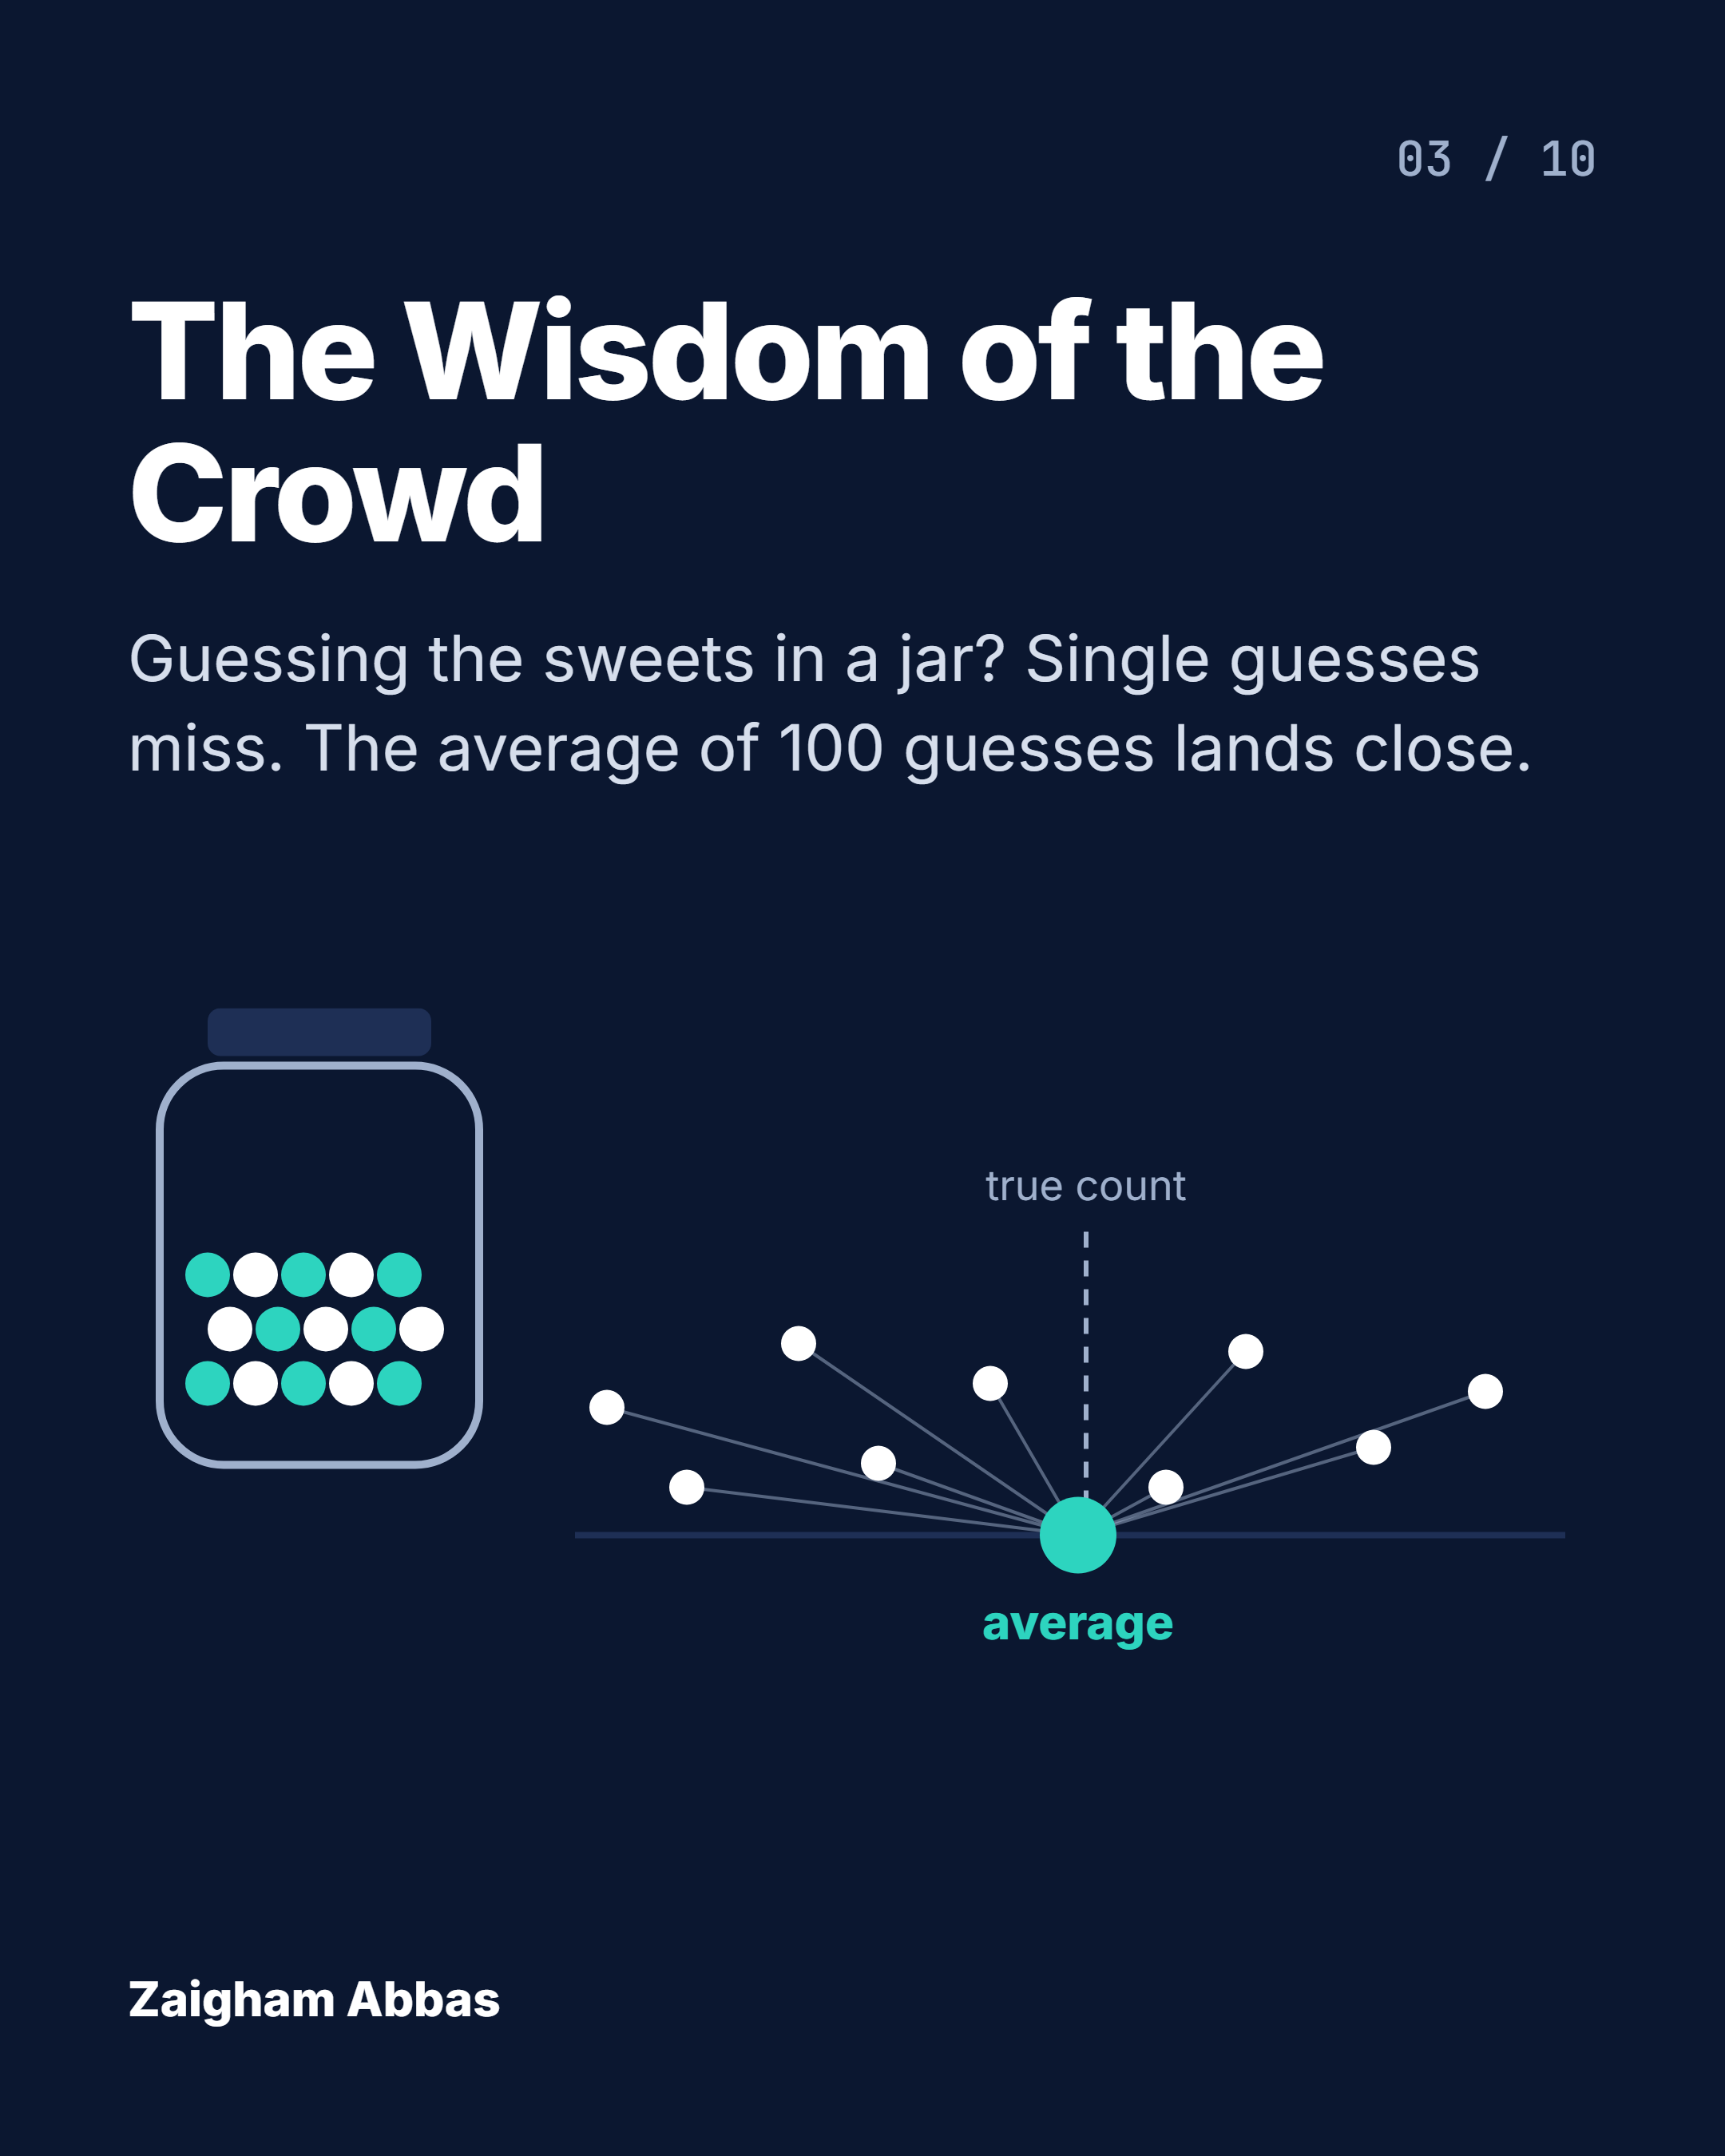 03 / 10
The Wisdom of the
Crowd
Guessing the sweets in a jar? Single guesses
miss. The average of 100 guesses lands close.
true count
average
Zaigham Abbas